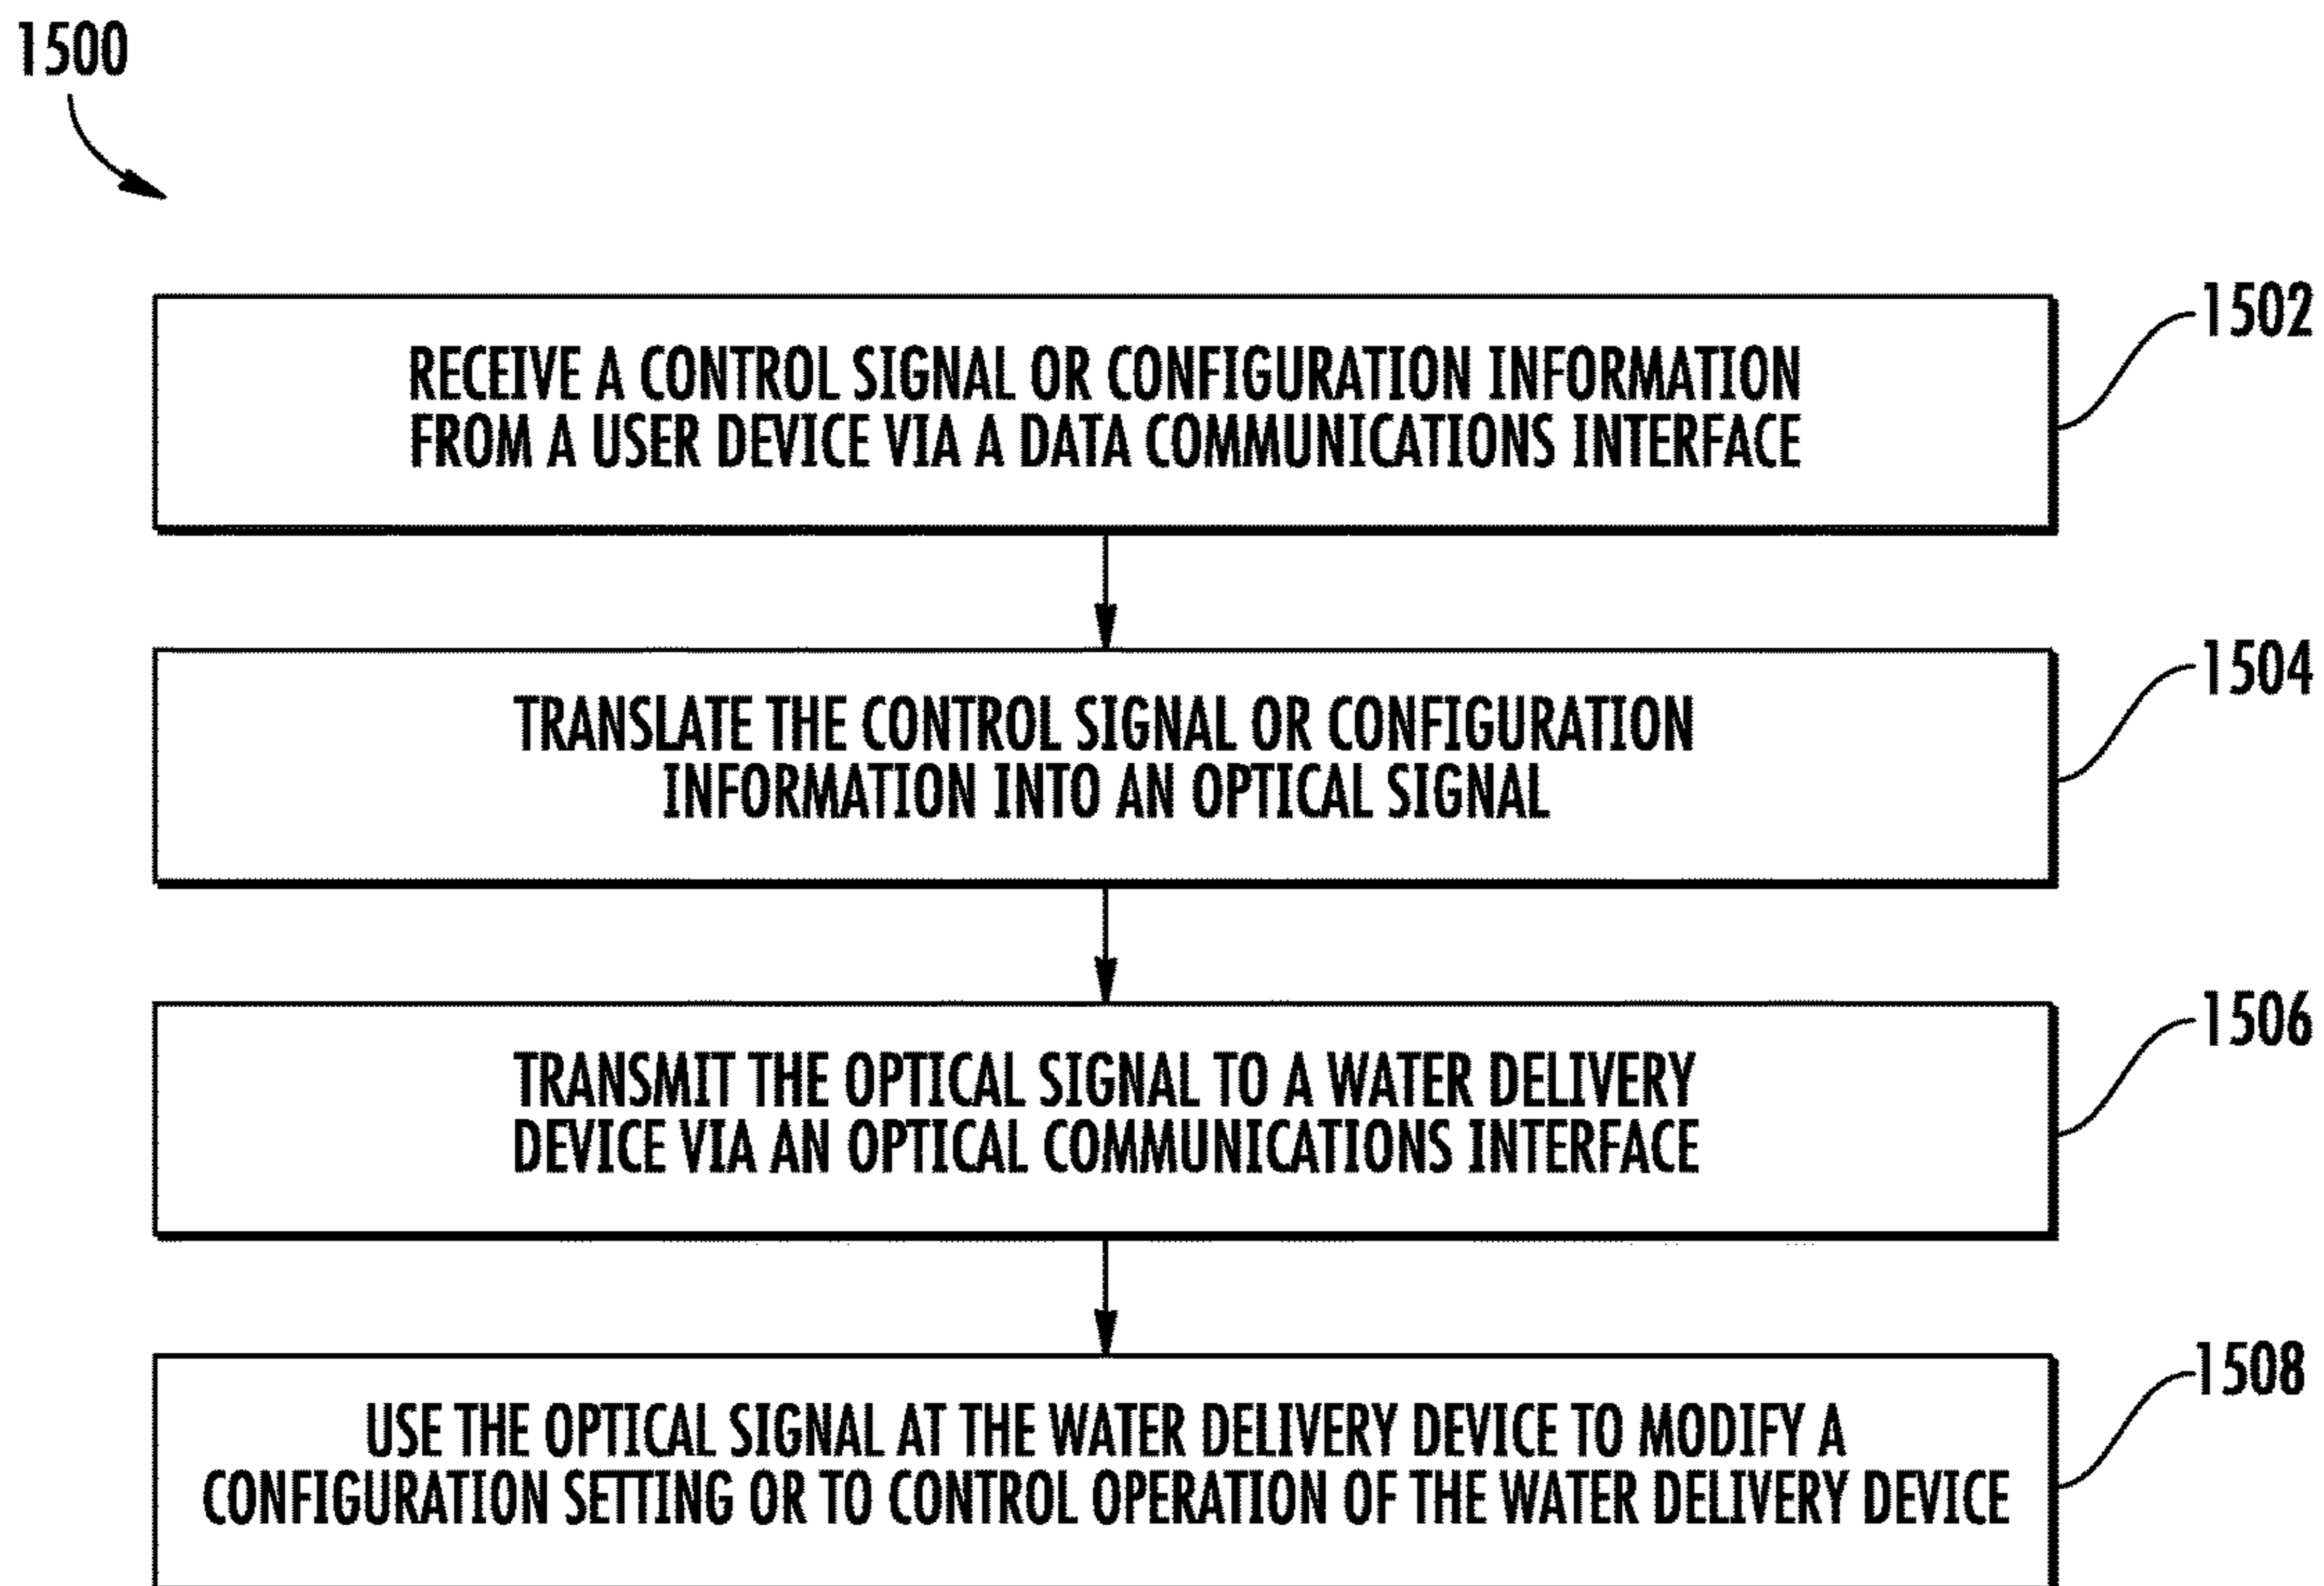 1500
RECEIVE A CONTROL SIGNAL OR CONFIGURATION INFORMATION
FROM A USER DEVICE VIA A DATA COMMUNICATIONS INTERFACE
1502
TRANSLATE THE CONTROL SIGNAL OR CONFIGURATION
INFORMATION INTO AN OPTICAL SIGNAL
1504
TRANSMIT THE OPTICAL SIGNAL TO A WATER DELIVERY
DEVICE VIA AN OPTICAL COMMUNICATIONS INTERFACE
1506
USE THE OPTICAL SIGNAL AT THE WATER DELIVERY DEVICE TO MODIFY A
CONFIGURATION SETTING OR TO CONTROL OPERATION OF THE WATER DELIVERY DEVICE
1508